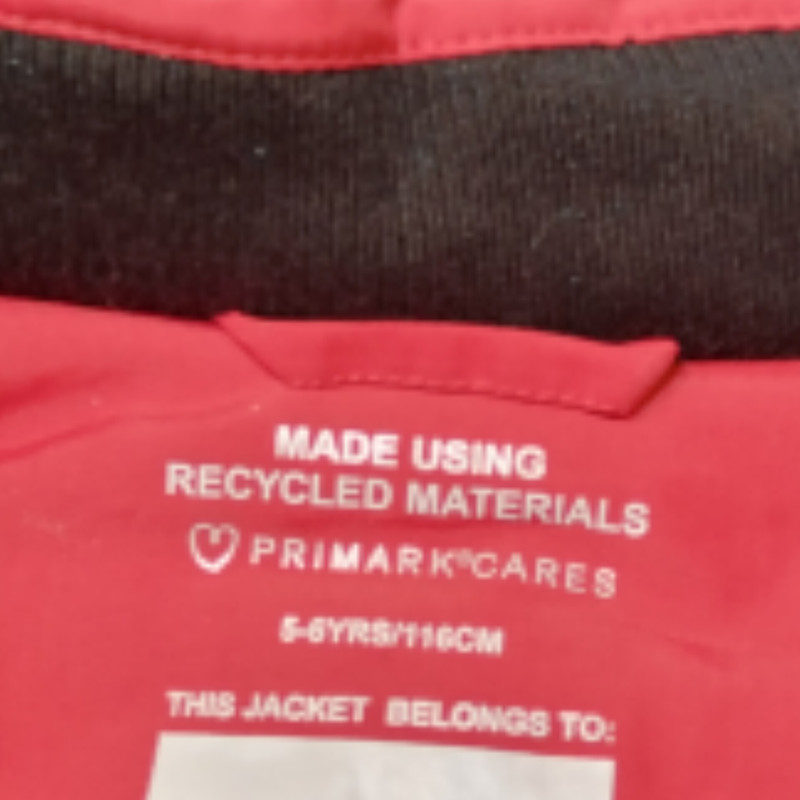 MADE USING
RECYCLED MATERIALS
PRIMARK®CARES
5-6YRS/116CM
THIS JACKET BELONGS TO: